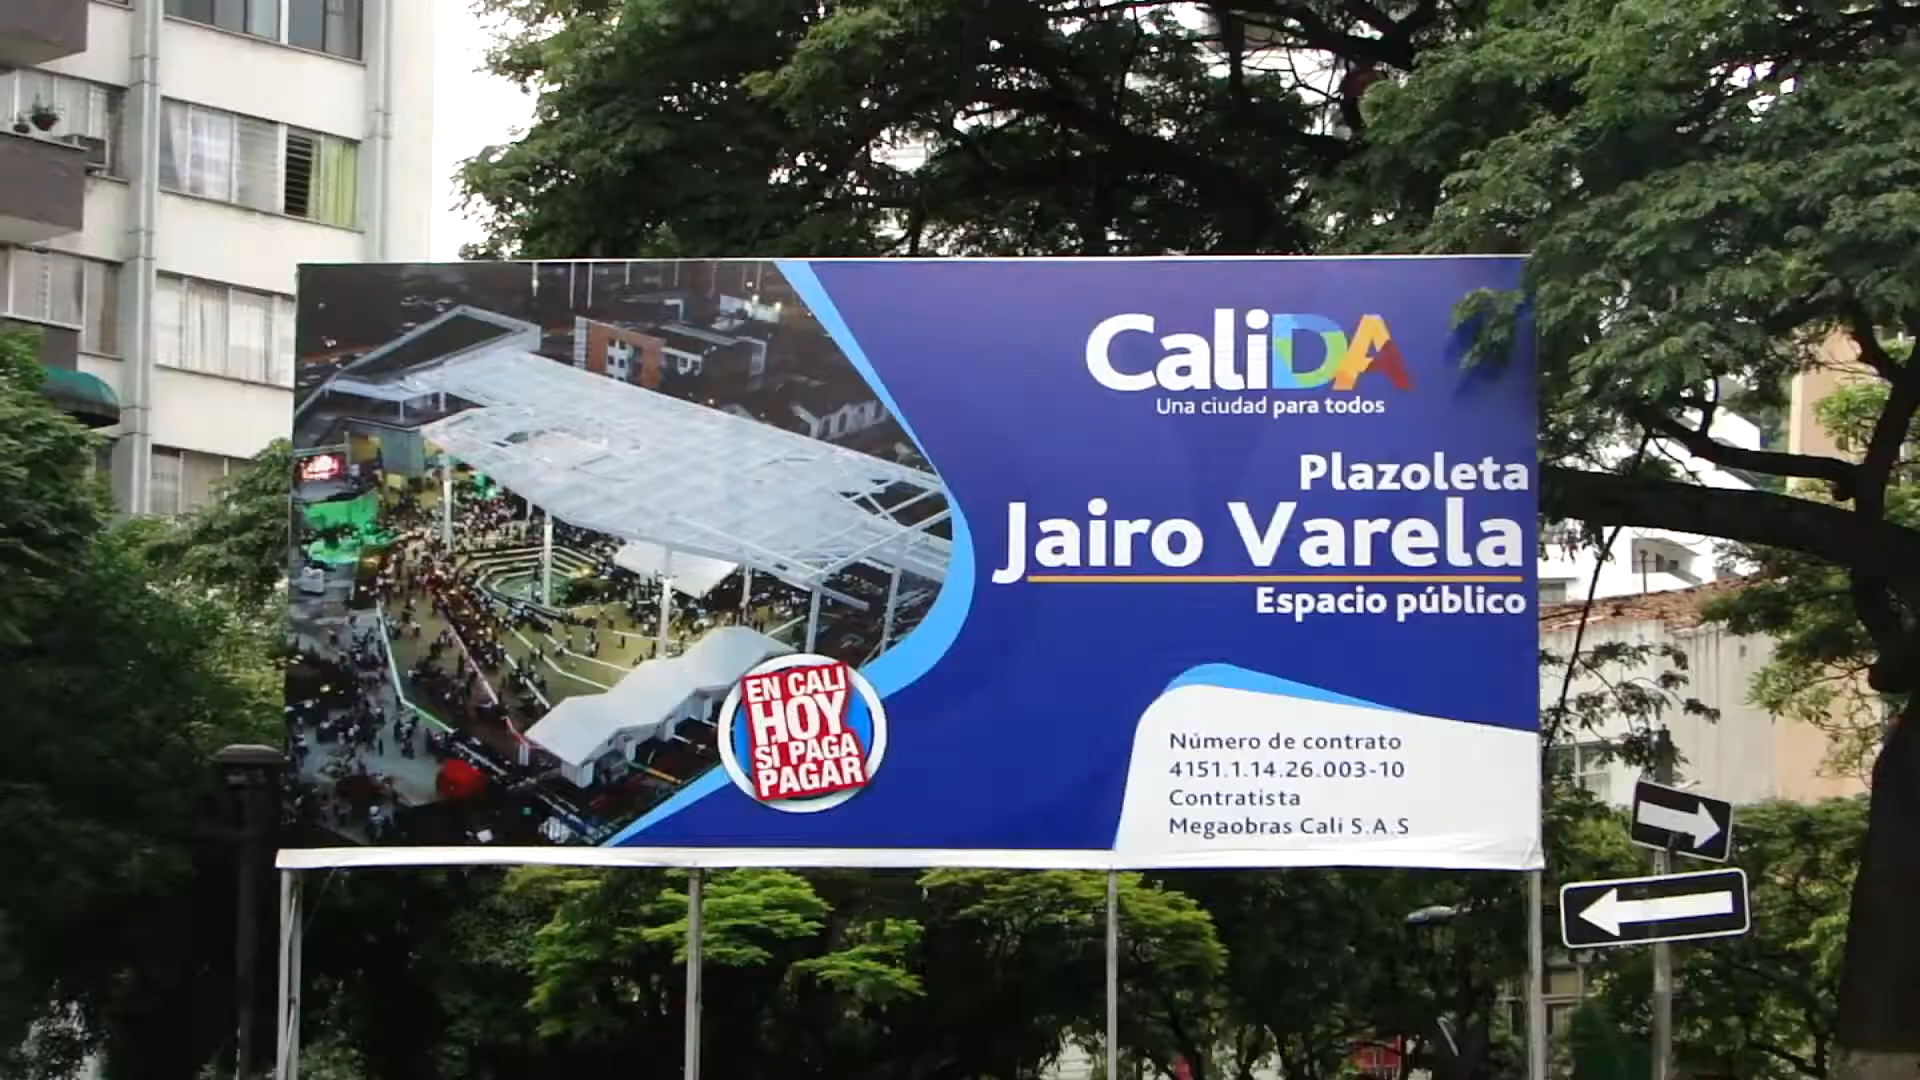 CaliDA
Una ciudad para todos
Plazoleta
Jairo Varela
Espacio público
EN CALI
HOY
SÍ PAGA
PAGAR
Número de contrato
4151.1.14.26.003-10
Contratista
Megaobras Cali S.A.S